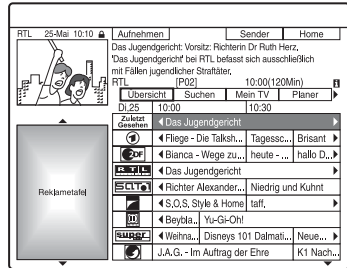 RTL 25-Mai 10:10 Aufnehmen Sender Home
Das Jugendgericht: Vorsitz: Richterin Dr Ruth Herz,
'Das Jugendgericht' bei RTL befasst sich ausschließlich
mit Fällen jugendlicher Straftäter,
RTL [P02] 10:00(120Min)
Übersicht Suchen Mein TV Planer
Di,25 10:00 10:30
Zuletzt Gesehen Das Jugendgericht
Fliege - Die Talksh... Tagessc... Brisant
ZDF Bianca - Wege zu... heute - ... hallo D...
RTL Das Jugendgericht
SAT.1 Richter Alexander... Niedrig und Kuhnt
S,O,S, Style & Home taff,
Beybla.. Yu-Gi-Oh!
super Weihna... Disneys 101 Dalmati... Neue...
J.A.G. - Im Auftrag der Ehre K1 Nach...
Reklametafel